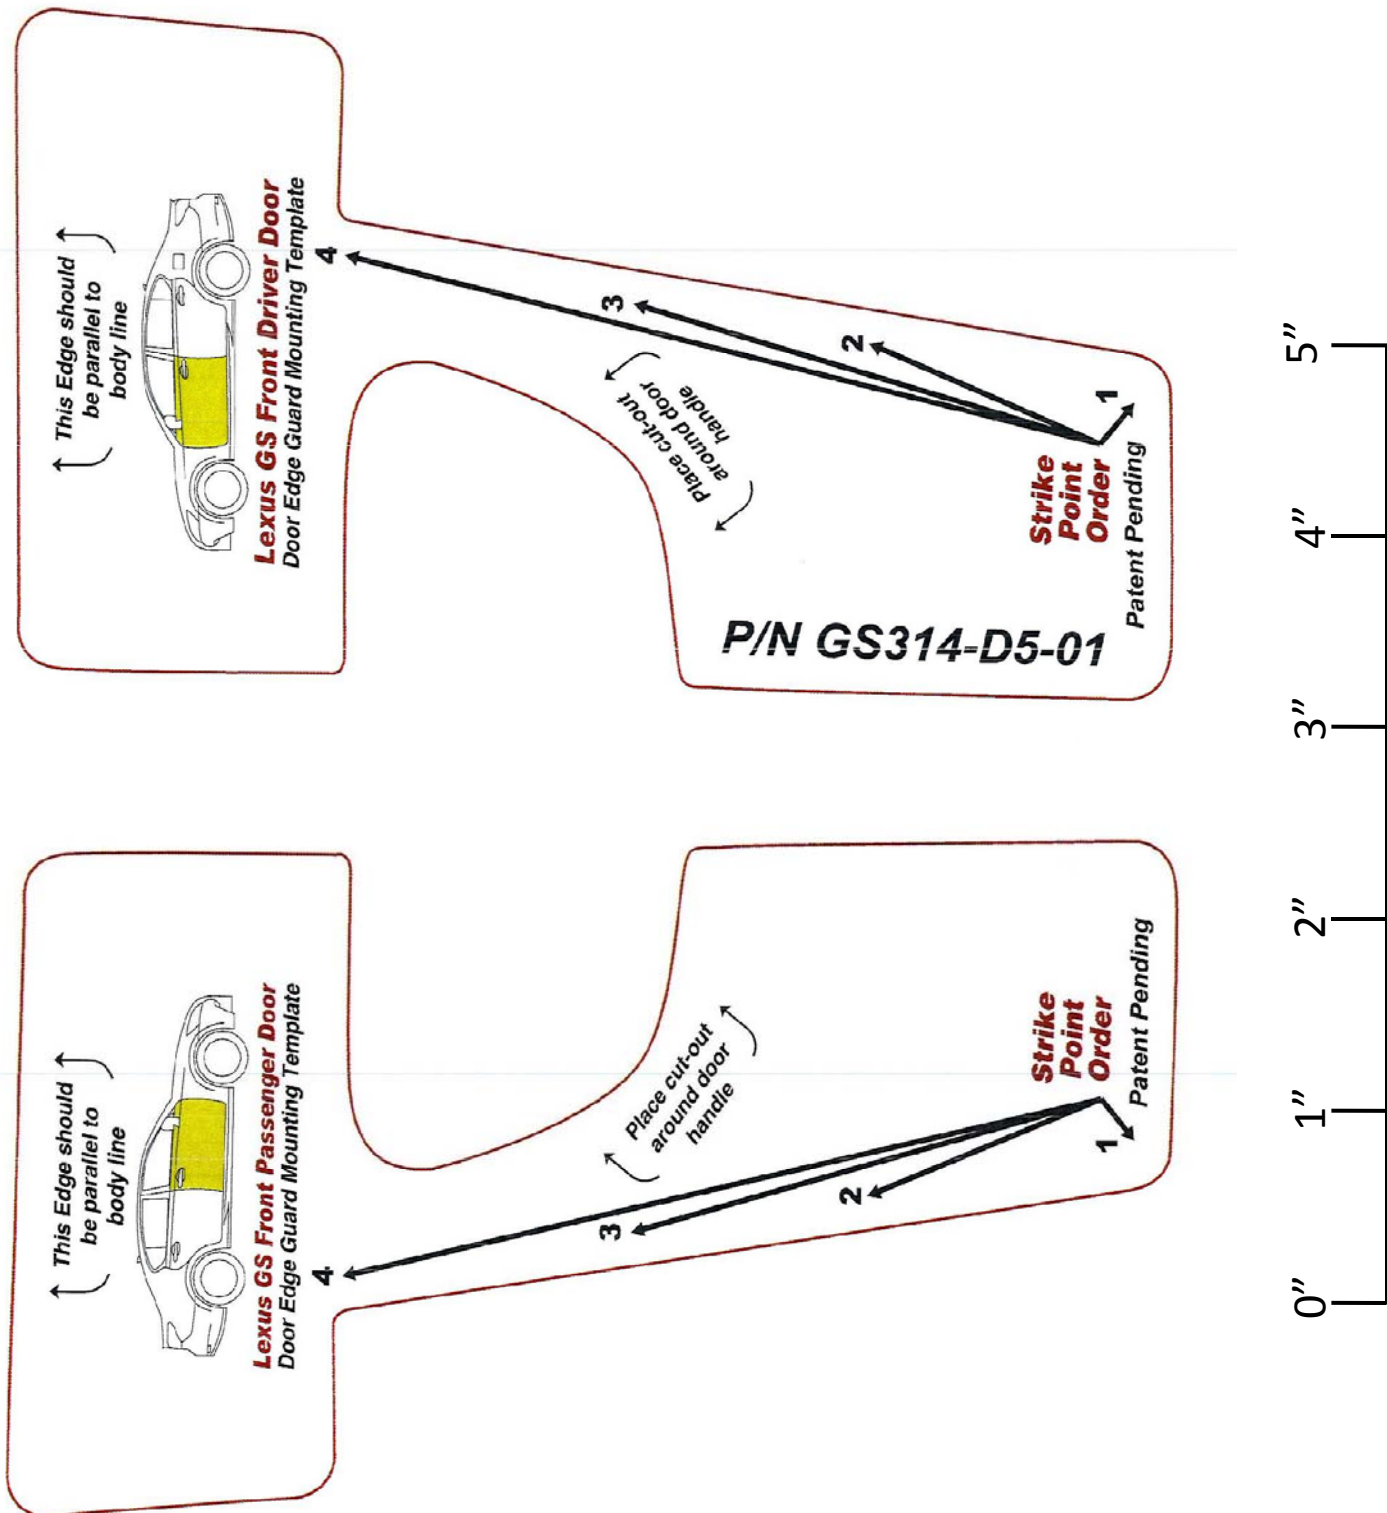 This Edge should
be parallel to
body line
Lexus GS Front Driver Door
Door Edge Guard Mounting Template
4
3
2
1
Place cut-out
around door
handle
Strike
Point
Order
Patent Pending
P/N GS314-D5-01
This Edge should
be parallel to
body line
Lexus GS Front Passenger Door
Door Edge Guard Mounting Template
4
3
2
1
Place cut-out
around door
handle
Strike
Point
Order
Patent Pending
0”
1”
2”
3”
4”
5”